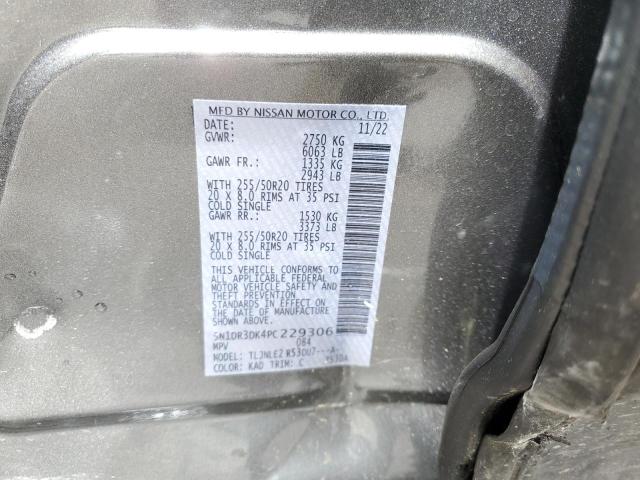 MFD BY NISSAN MOTOR CO., LTD.
DATE: 11/22
GVWR: 2750 KG
6063 LB
GAWR FR.: 1335 KG
2943 LB
WITH 255/50R20 TIRES
20 X 8.0 RIMS AT 35 PSI
COLD SINGLE
GAWR RR.: 1530 KG
3373 LB
WITH 255/50R20 TIRES
20 X 8.0 RIMS AT 35 PSI
COLD SINGLE
THIS VEHICLE CONFORMS TO
ALL APPLICABLE FEDERAL
MOTOR VEHICLE SAFETY AND
THEFT PREVENTION
STANDARDS IN EFFECT ON
THE DATE OF MANUFACTURE
SHOWN ABOVE.
5N1DR3DK4PC229306
MPV 084
MODEL: TLJNLEZ R53DU7---A-
COLOR: KAD TRIM: C